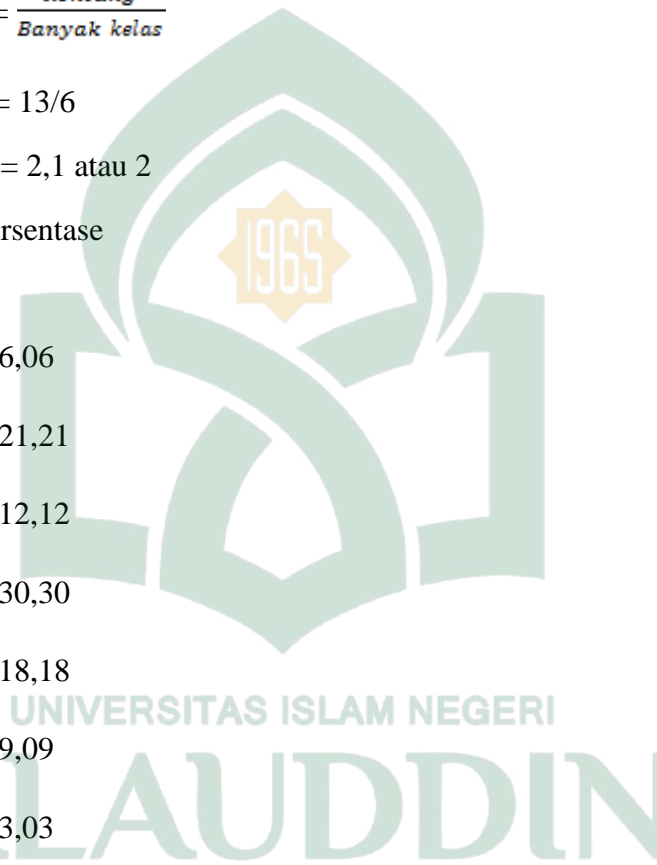 = Banyak kelas
= 13/6
= 2,1 atau 2
rsentase
1965
6,06
21,21
12,12
30,30
18,18
UNIVERSITAS ISLAM NEGERI
9,09
LAUDDIN
3,03